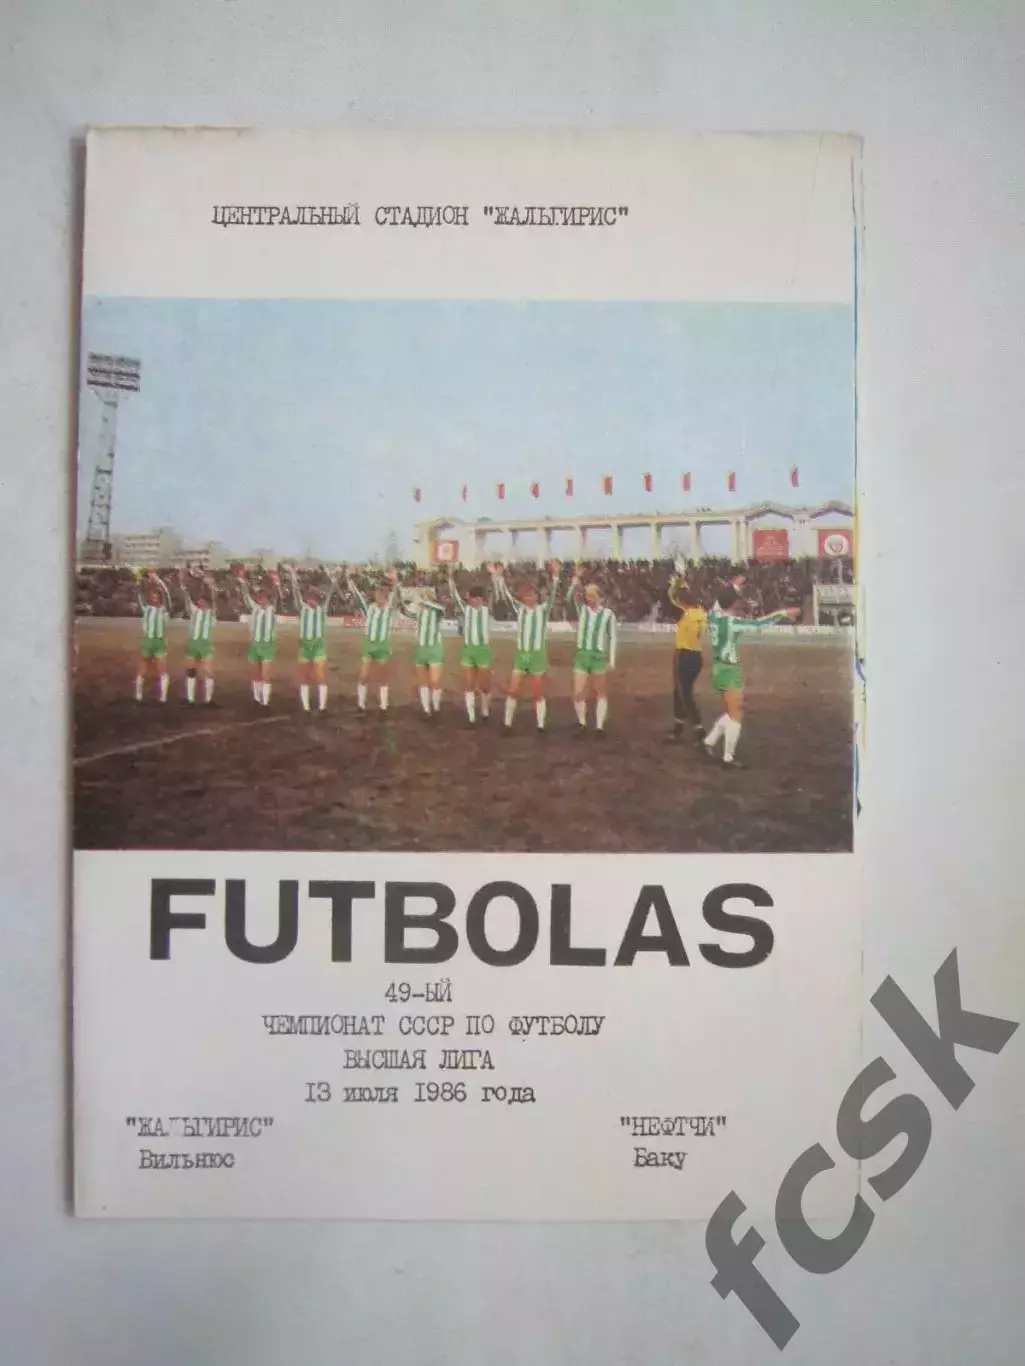 ЦЕНТРАЛЬНЫЙ СТАДИОН "ЖАЛЬГИРИС"
FUTBOLAS
49-ЫЙ
ЧЕМПИОНАТ СССР ПО ФУТБОЛУ
ВЫСШАЯ ЛИГА
13 июля 1986 года
"ЖАЛЬГИРИС" "НЕФТЧИ"
Вильнюс Баку
fcsk